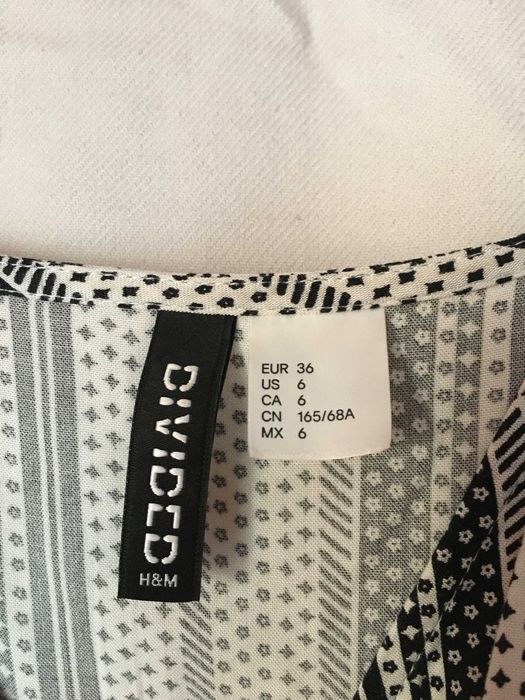 DIVIDED
H&M
EUR 36
US 6
CA 6
CN 165/68A
MX 6